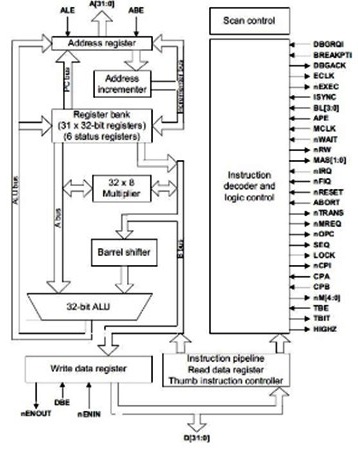 A[31:0]
ALE
ABE
Scan control
Address register
Address
incrementer
PC bus
Incrementer bus
Register bank
(31 x 32-bit registers)
(6 status registers)
ALU bus
A bus
32 x 8
Multiplier
B bus
Barrel shifter
32-bit ALU
Write data register
nENOUT
DBE
nENIN
Instruction pipeline
Read data register
Thumb instruction controller
D[31:0]
Instruction
decoder and
logic control
DBGRQI
BREAKPTI
DBGACK
ECLK
nEXEC
ISYNC
BL[3:0]
APE
MCLK
nWAIT
nRW
MAS[1:0]
nIRQ
nFIQ
nRESET
ABORT
nTRANS
nMREQ
nOPC
SEQ
LOCK
nCPI
CPA
CPB
nM[4:0]
TBE
TBIT
HIGHZ